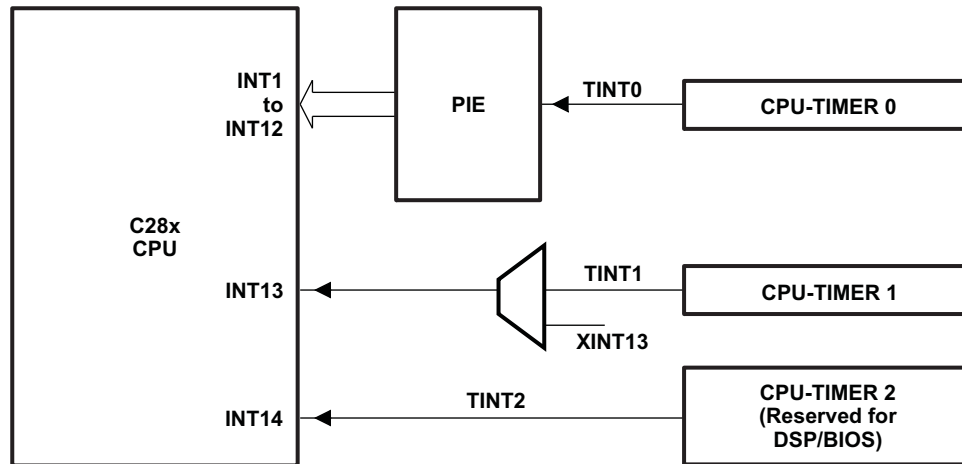 INT1
to
INT12
PIE
TINT0
CPU-TIMER 0
C28x
CPU
INT13
TINT1
CPU-TIMER 1
XINT13
INT14
TINT2
CPU-TIMER 2
(Reserved for
DSP/BIOS)